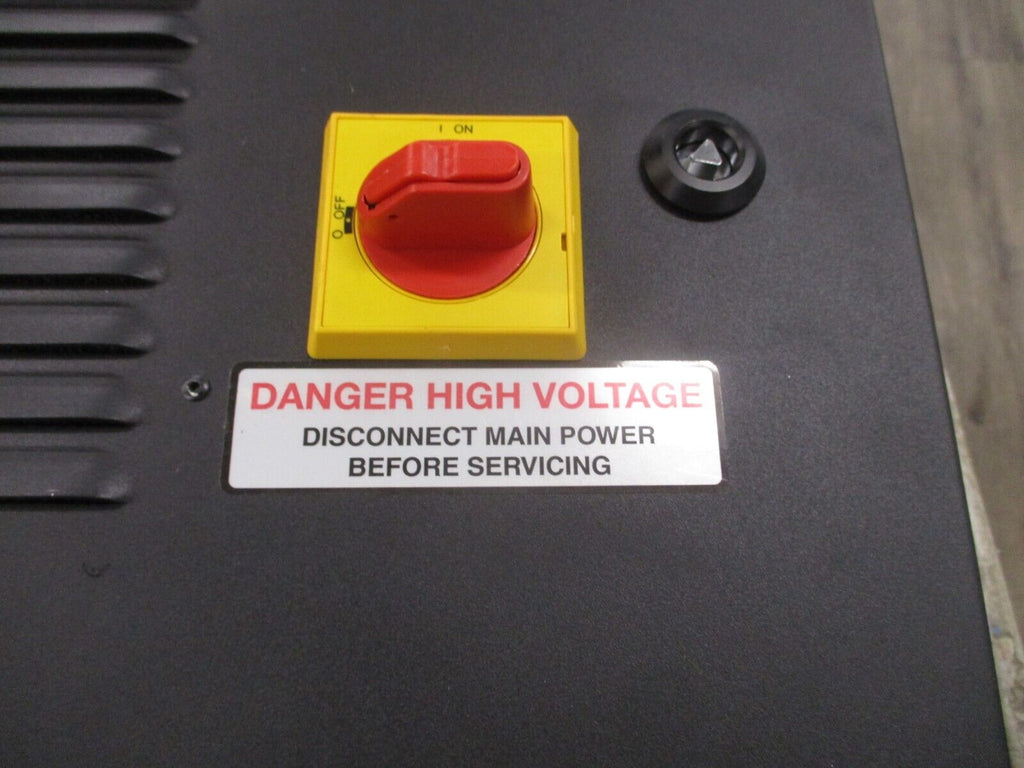 I ON
O OFF
DANGER HIGH VOLTAGE
DISCONNECT MAIN POWER
BEFORE SERVICING